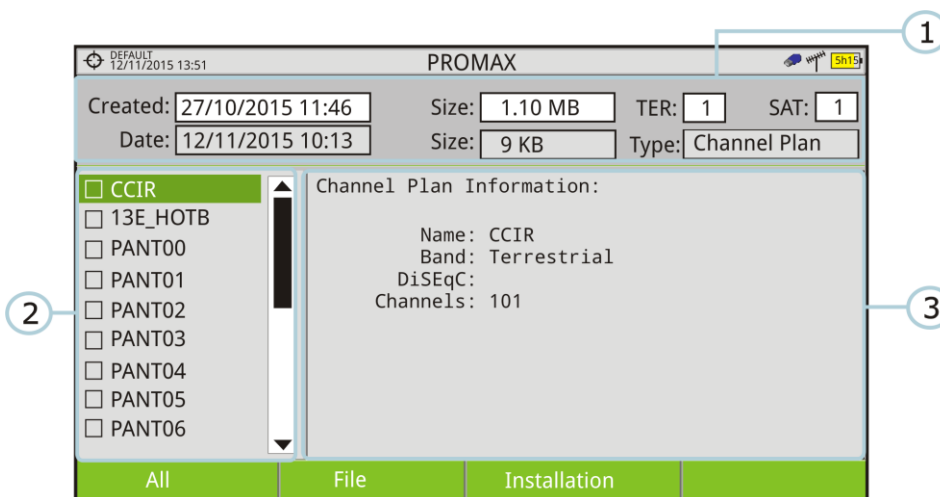 1
DEFAULT
12/11/2015 13:51
PROMAX
5h15
Created: 27/10/2015 11:46 Size: 1.10 MB TER: 1 SAT: 1
Date: 12/11/2015 10:13 Size: 9 KB Type: Channel Plan
CCIR
13E_HOTB
PANT00
PANT01
PANT02
PANT03
PANT04
PANT05
PANT06
2
Channel Plan Information:
Name: CCIR
Band: Terrestrial
DiSEqC:
Channels: 101
3
All File Installation